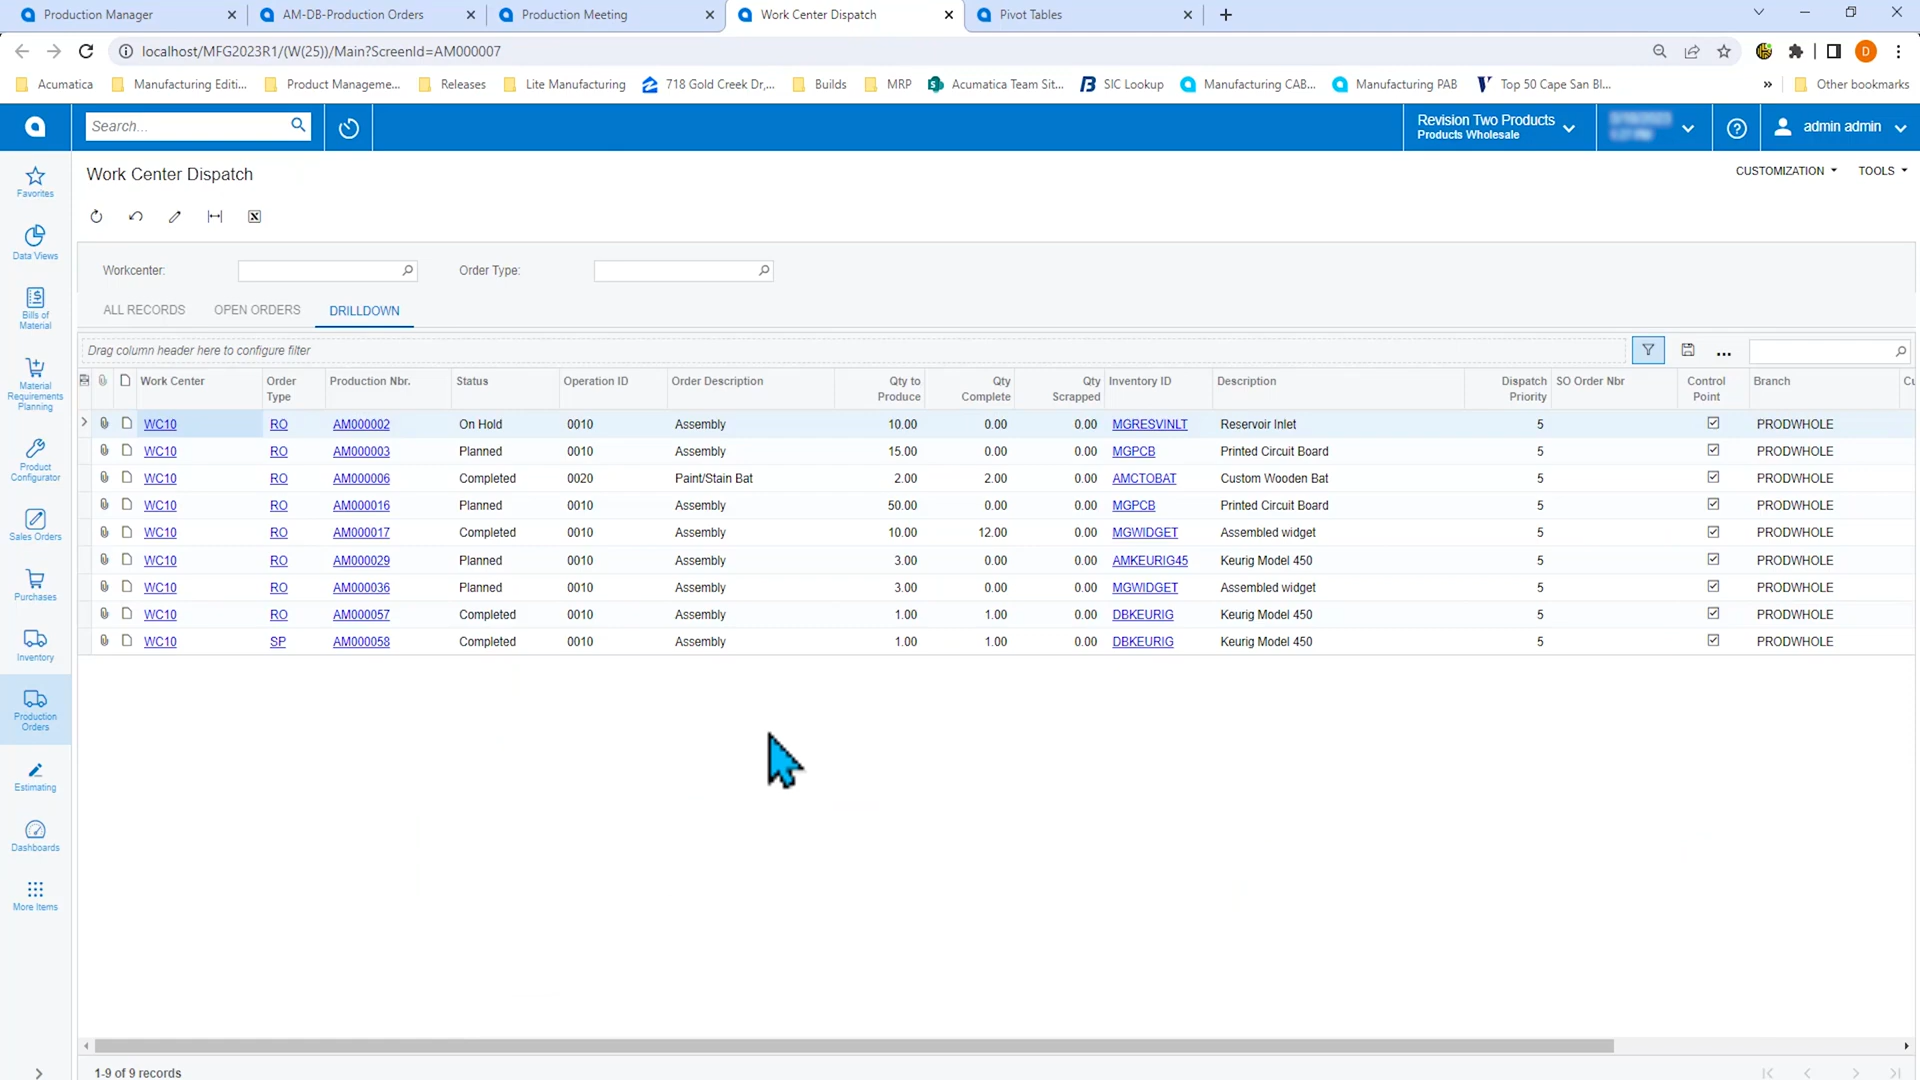 Production Manager
AM-DB-Production Orders
Production Meeting
Work Center Dispatch
Pivot Tables
localhost/MFG2023R1/(W(25))/Main?ScreenId=AM000007
D
Acumatica
Manufacturing Editi...
Product Manageme...
Releases
Lite Manufacturing
718 Gold Creek Dr,...
Builds
MRP
Acumatica Team Sit...
SIC Lookup
Manufacturing CAB...
Manufacturing PAB
Top 50 Cape San Bl...
»
Other bookmarks
Search...
Revision Two Products
Products Wholesale
admin admin
Favorites
Data Views
Bills of
Material
Material
Requirements
Planning
Product
Configurator
Sales Orders
Purchases
Inventory
Production
Orders
Estimating
Dashboards
More Items
Work Center Dispatch
CUSTOMIZATION
TOOLS
Workcenter:
Order Type:
ALL RECORDS
OPEN ORDERS
DRILLDOWN
Drag column header here to configure filter
Work Center Order Type Production Nbr. Status Operation ID Order Description Qty to Produce Qty Complete Qty Scrapped Inventory ID Description Dispatch Priority SO Order Nbr Control Point Branch Cu
WC10 RO AM000002 On Hold 0010 Assembly 10.00 0.00 0.00 MGRESVINLT Reservoir Inlet 5 PRODWHOLE
WC10 RO AM000003 Planned 0010 Assembly 15.00 0.00 0.00 MGPCB Printed Circuit Board 5 PRODWHOLE
WC10 RO AM000006 Completed 0020 Paint/Stain Bat 2.00 2.00 0.00 AMCTOBAT Custom Wooden Bat 5 PRODWHOLE
WC10 RO AM000016 Planned 0010 Assembly 50.00 0.00 0.00 MGPCB Printed Circuit Board 5 PRODWHOLE
WC10 RO AM000017 Completed 0010 Assembly 10.00 12.00 0.00 MGWIDGET Assembled widget 5 PRODWHOLE
WC10 RO AM000029 Planned 0010 Assembly 3.00 0.00 0.00 AMKEURIG45 Keurig Model 450 5 PRODWHOLE
WC10 RO AM000036 Planned 0010 Assembly 3.00 0.00 0.00 MGWIDGET Assembled widget 5 PRODWHOLE
WC10 RO AM000057 Completed 0010 Assembly 1.00 1.00 0.00 DBKEURIG Keurig Model 450 5 PRODWHOLE
WC10 SP AM000058 Completed 0010 Assembly 1.00 1.00 0.00 DBKEURIG Keurig Model 450 5 PRODWHOLE
1-9 of 9 records